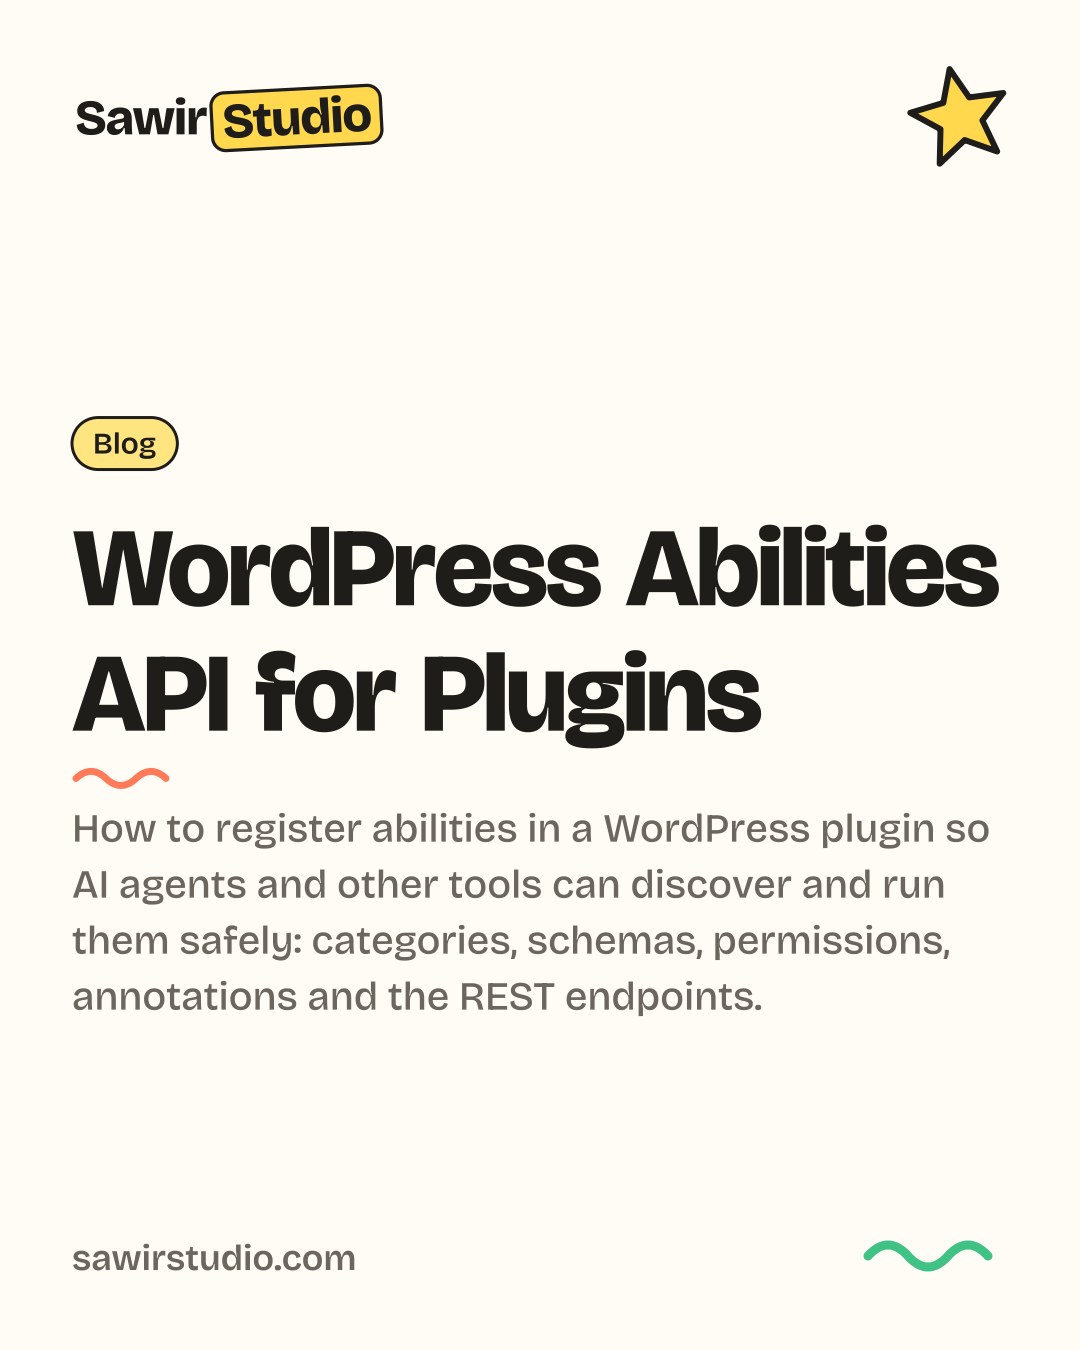 Sawir Studio
Blog
WordPress Abilities
API for Plugins
How to register abilities in a WordPress plugin so
AI agents and other tools can discover and run
them safely: categories, schemas, permissions,
annotations and the REST endpoints.
sawirstudio.com